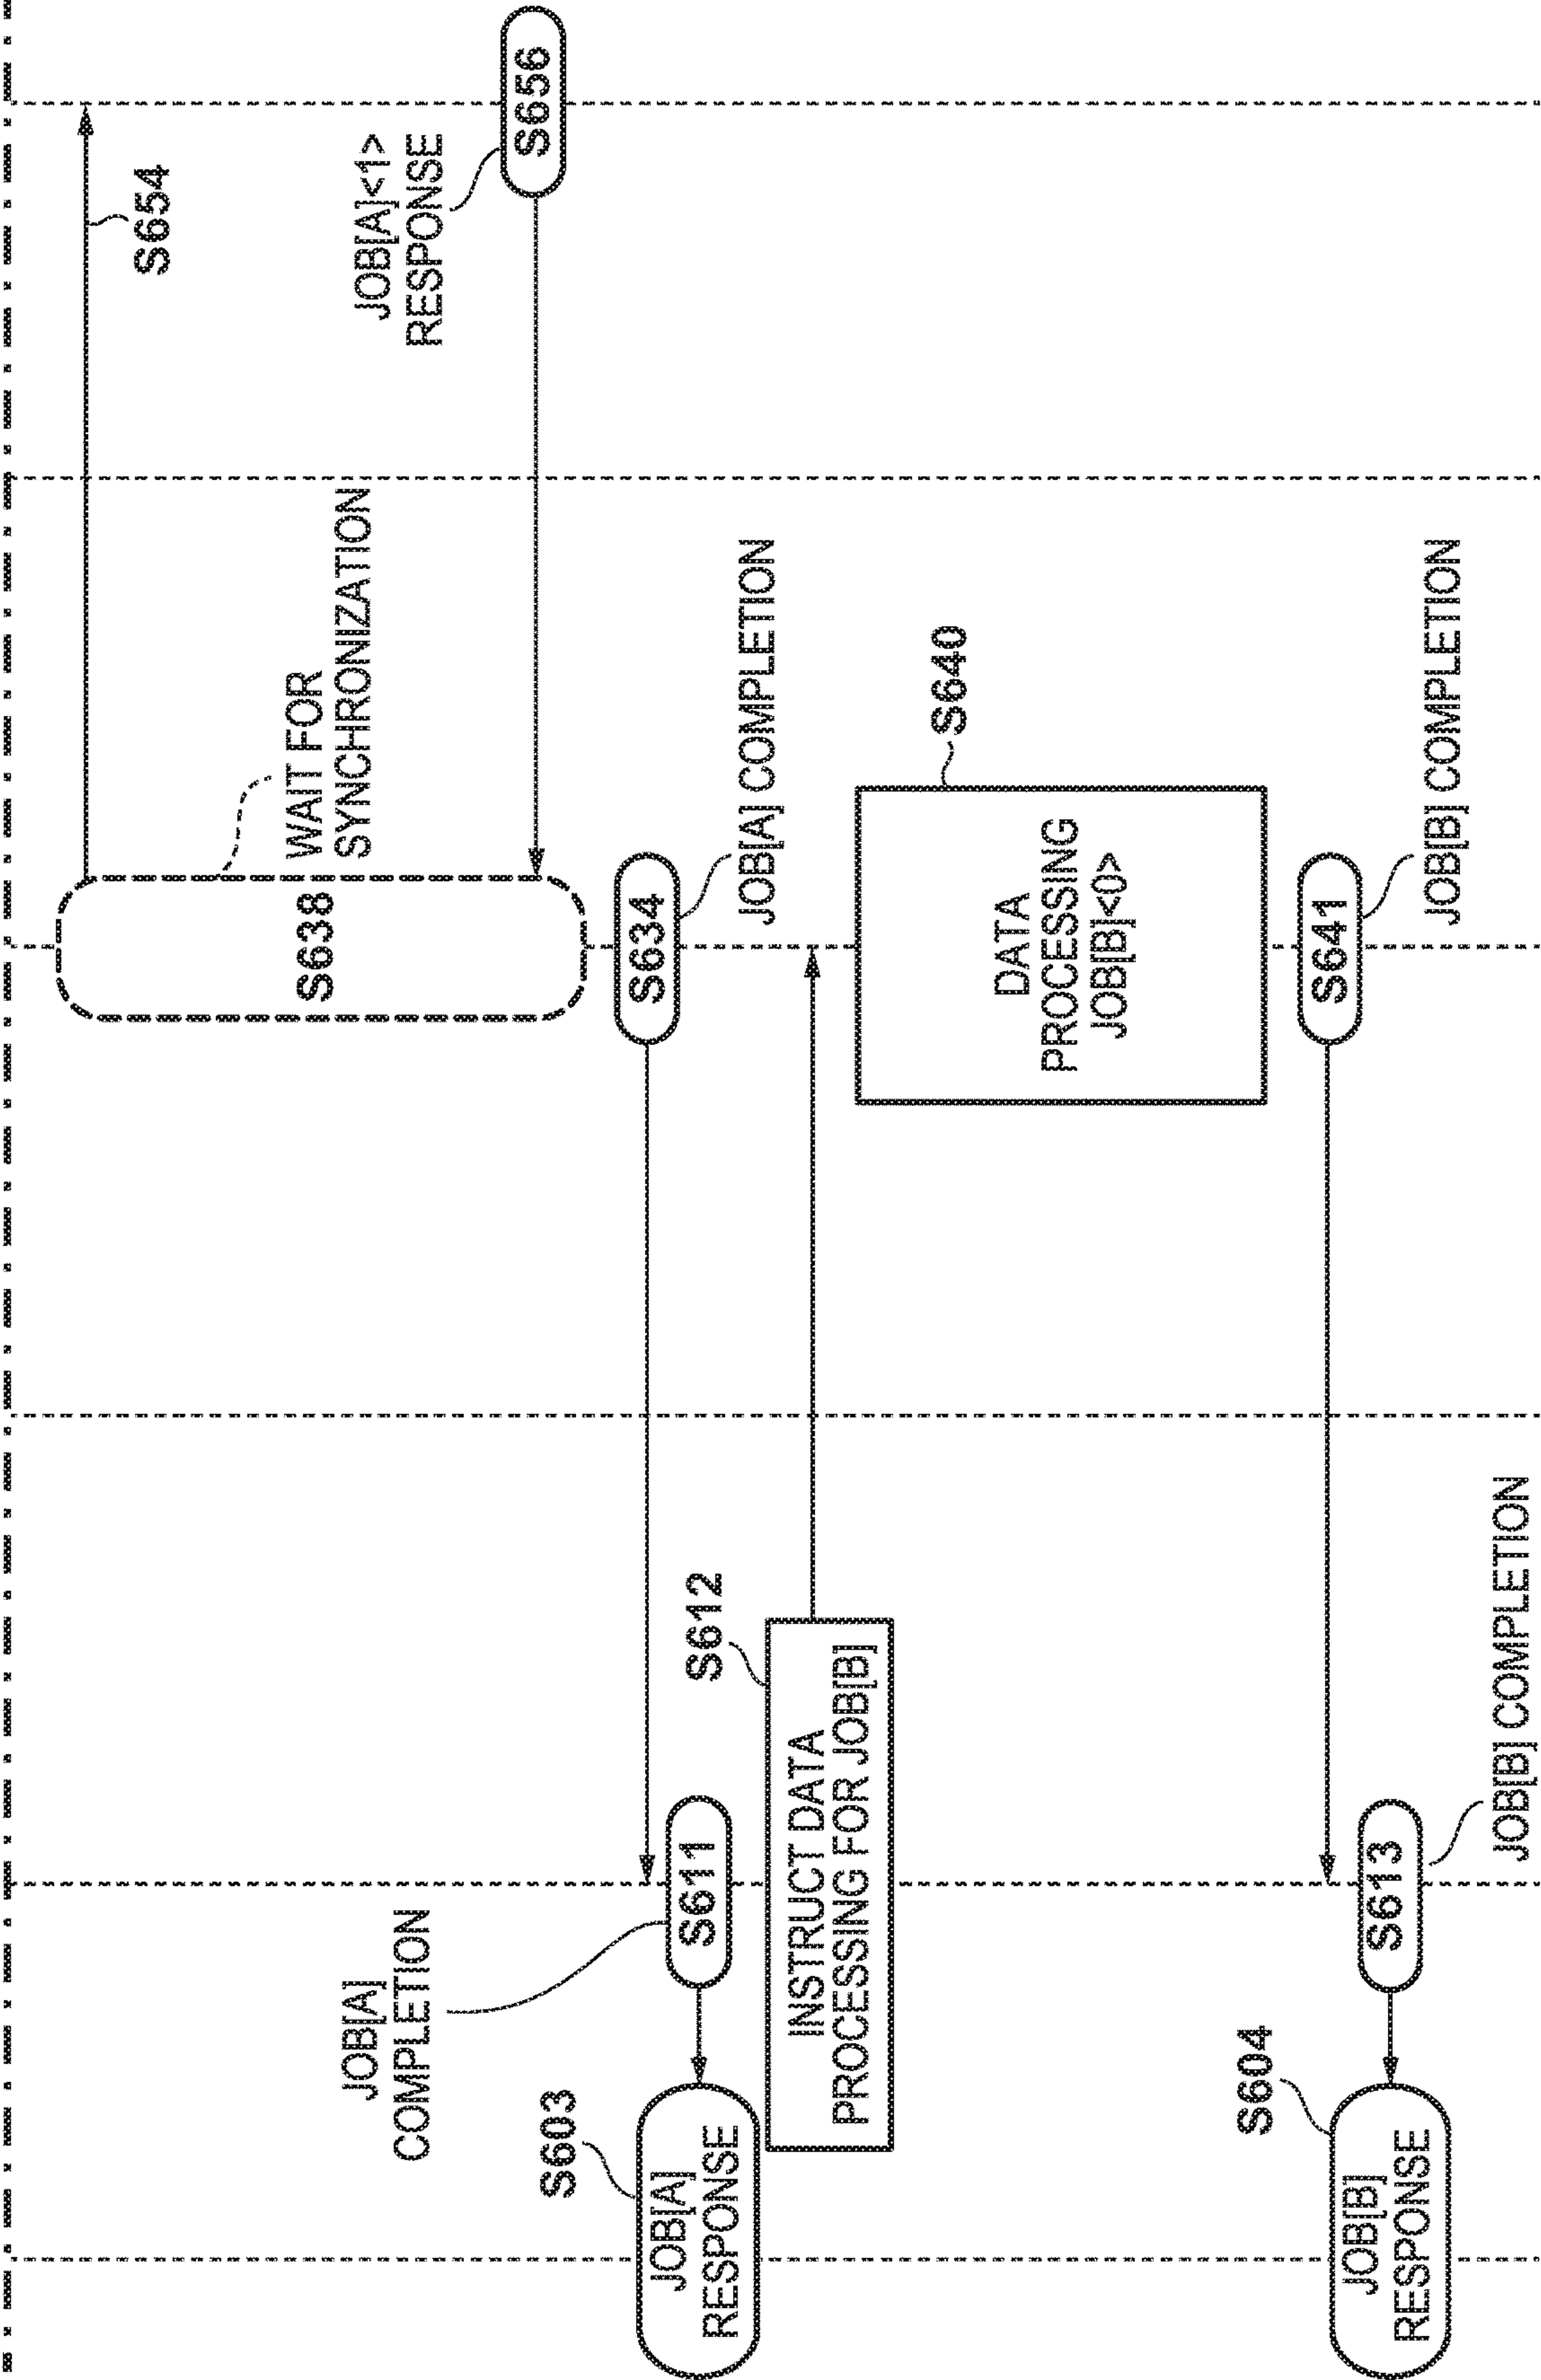 S654
WAIT FOR
SYNCHRONIZATION
S638
JOB[A]<1>
RESPONSE
S656
JOB[A]
COMPLETION
S634
JOB[A] COMPLETION
S603
JOB[A]
RESPONSE
S611
S612
INSTRUCT DATA
PROCESSING FOR JOB[B]
S640
DATA
PROCESSING
JOB[B]<0>
S641
JOB[B] COMPLETION
S604
JOB[B]
RESPONSE
S613
JOB[B] COMPLETION